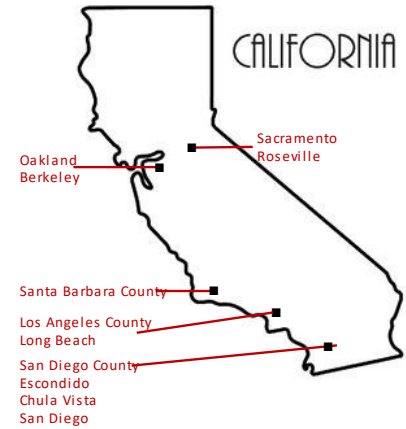 CALIFORNIA
Sacramento
Roseville
Oakland
Berkeley
Santa Barbara County
Los Angeles County
Long Beach
San Diego County
Escondido
Chula Vista
San Diego